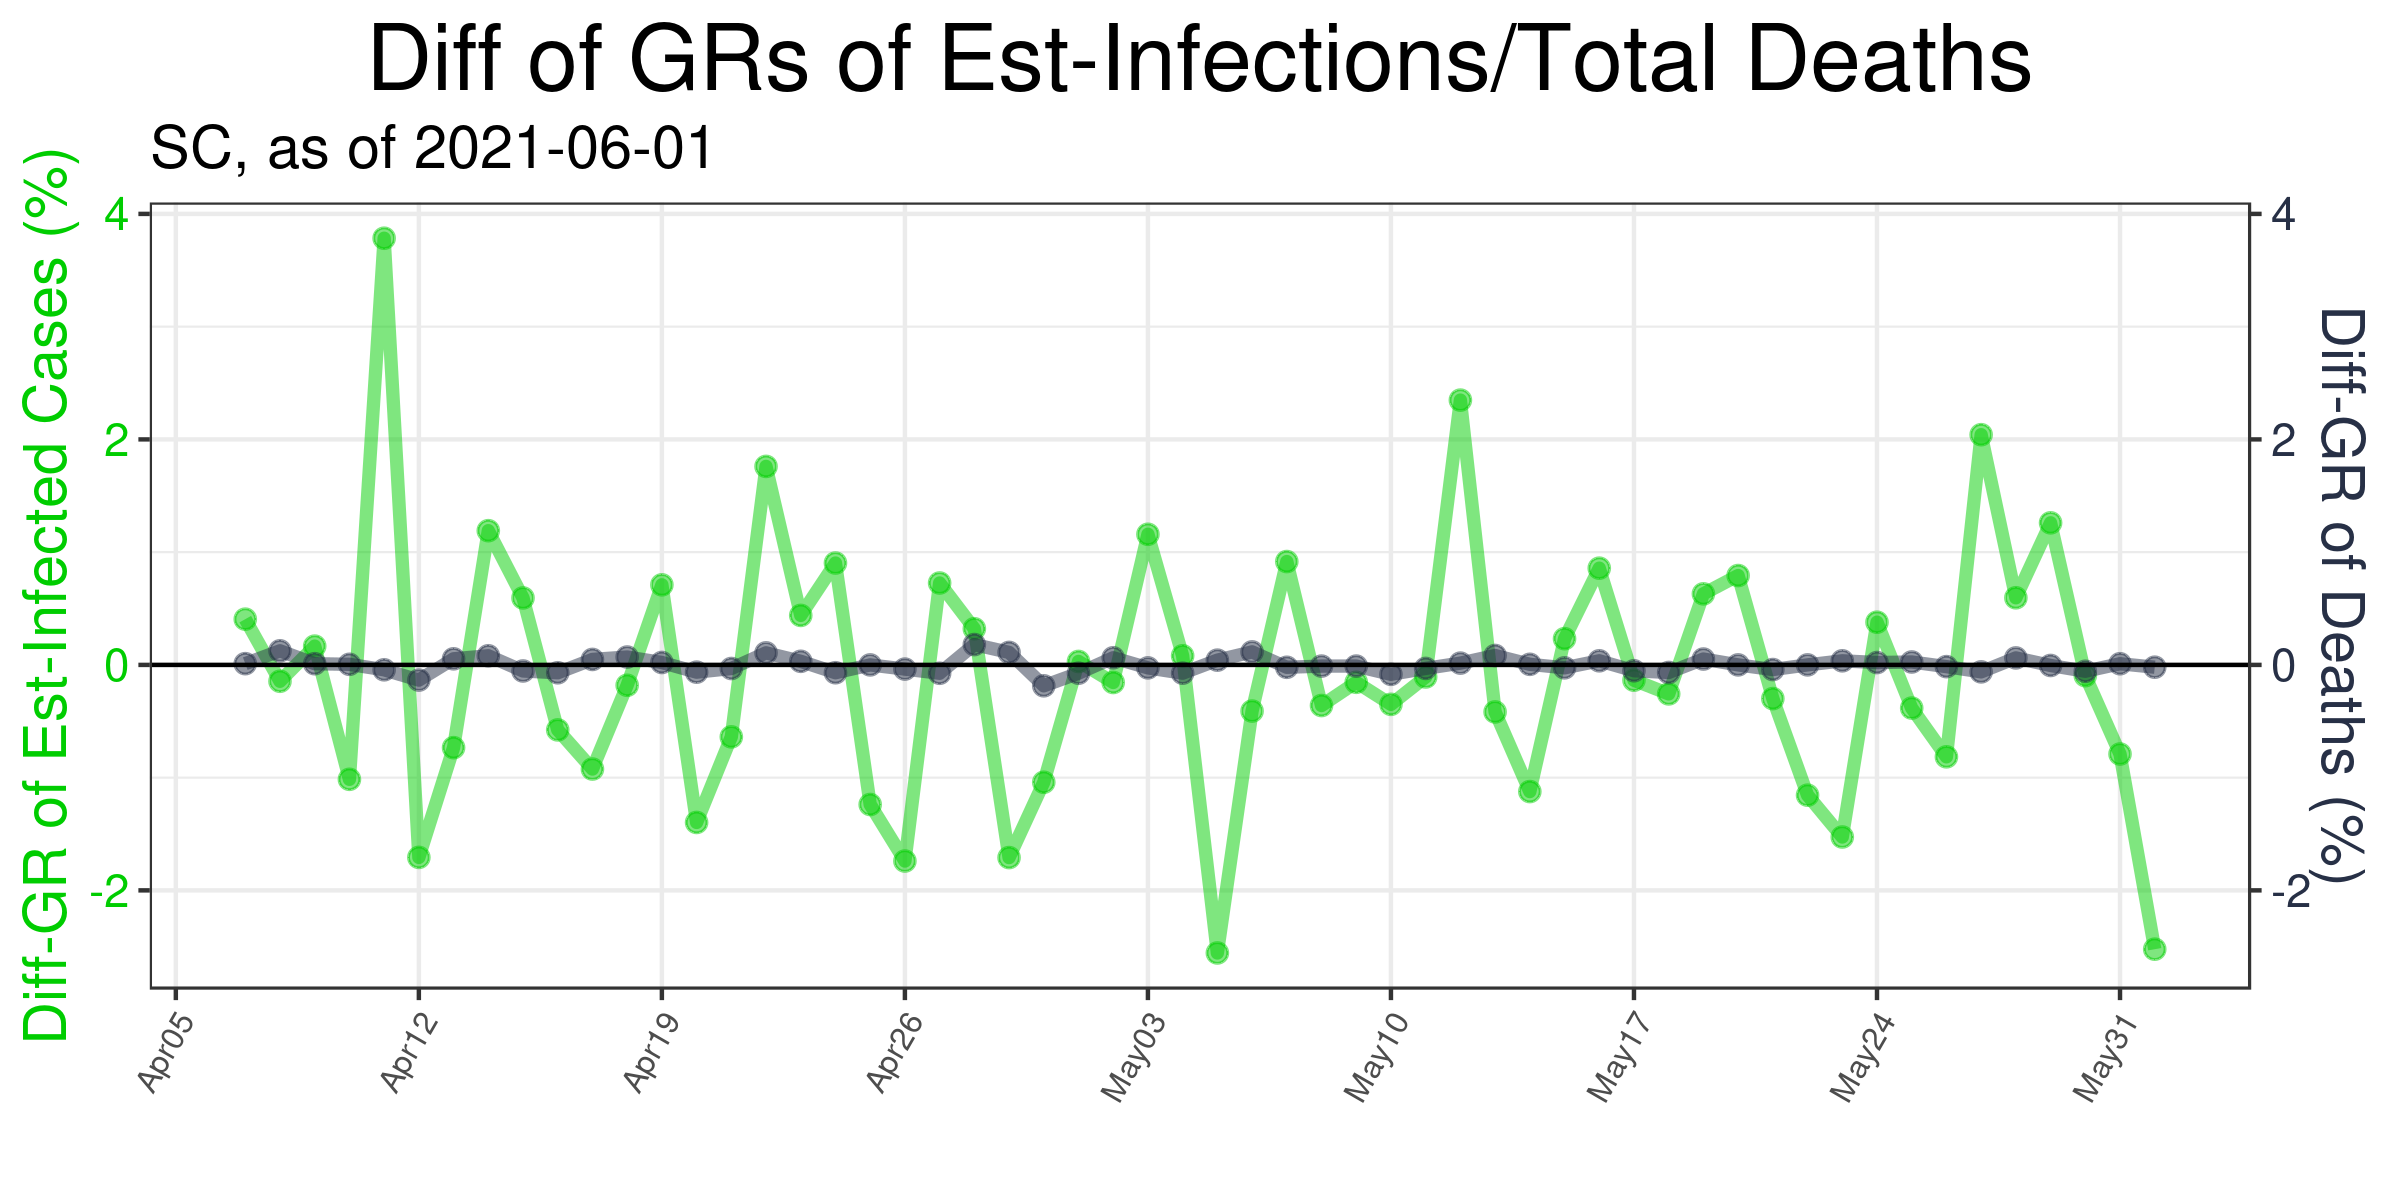 Diff of GRs of Est-Infections/Total Deaths
SC, as of 2021-06-01
Diff-GR of Est-Infected Cases (%)
4
2
0
-2
4
2
0
-2
Diff-GR of Deaths (%)
Apr05
Apr12
Apr19
Apr26
May03
May10
May17
May24
May31